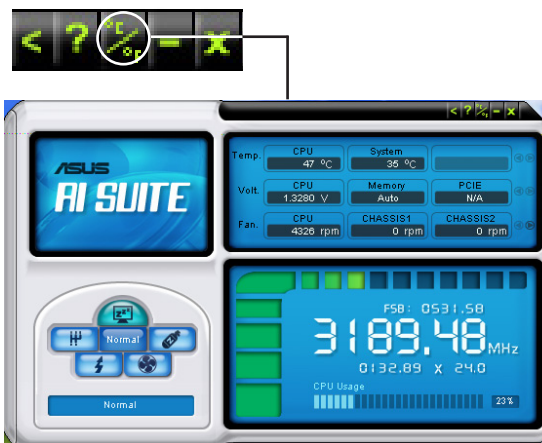 < ? °C/°F - x
< ? °C/°F - x
ASUS
AI SUITE
Temp. CPU 47 °C System 35 °C
Volt. CPU 1.3280 V Memory Auto PCIE N/A
Fan. CPU 4326 rpm CHASSIS1 0 rpm CHASSIS2 0 rpm
Normal
Normal
FSB: 0531.58
3189.48 MHz
0132.89 x 24.0
CPU Usage
23%